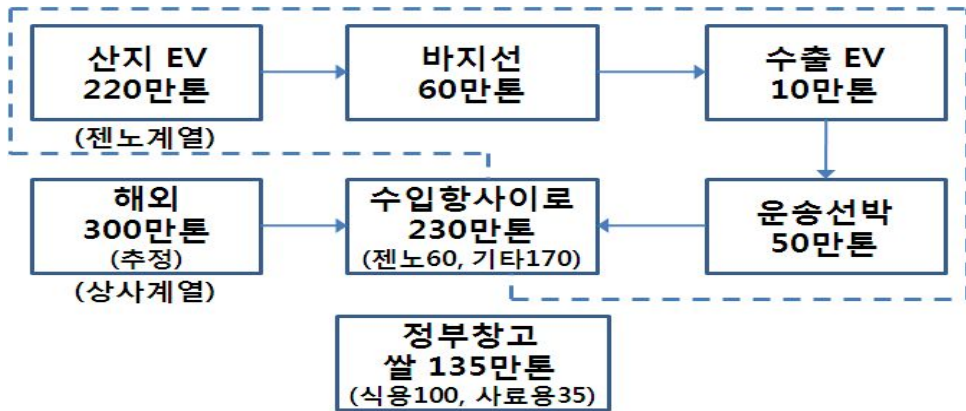 산지 EV
220만톤
(젠노계열)
바지선
60만톤
수출 EV
10만톤
해외
300만톤
(추정)
(상사계열)
수입항사이로
230만톤
(젠노60, 기타170)
운송선박
50만톤
정부창고
쌀 135만톤
(식용100, 사료용35)